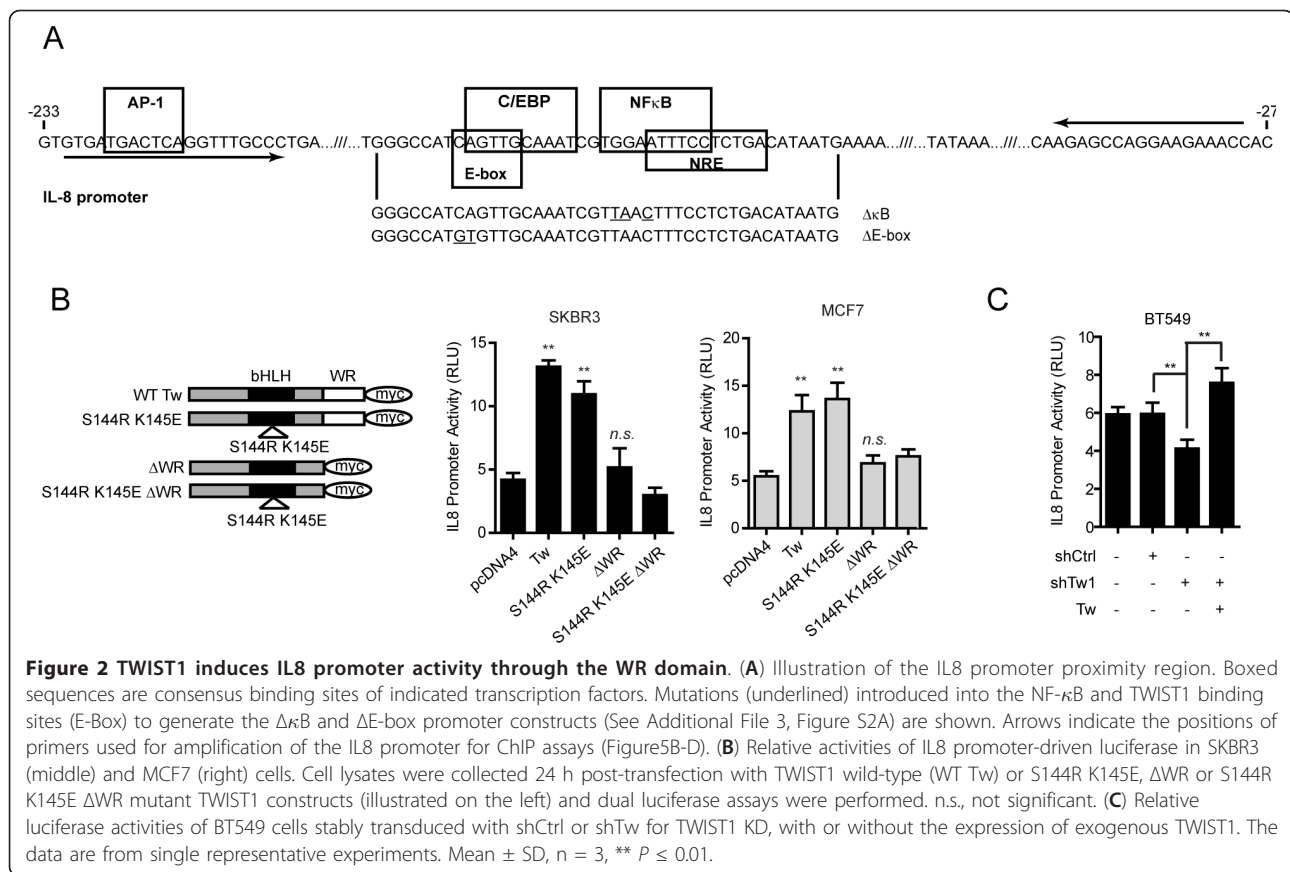 A
AP-1
C/EBP
NFκB
-233
-27
GTGTGATGACTCAGGTTTGCCCTGA...///...TGGGCCATCAGTTGCAAATCGTGGAATTTCCTCTGACATAATGAAAA...///...TATAAA...///...CAAGAGCCAGGAAGAAACCAC
E-box
NRE
IL-8 promoter
GGGCCATCAGTTGCAAATCGTTAACTTTCCTCTGACATAATG ΔκB
GGGCCATGTGTTGCAAATCGTTAACTTTCCTCTGACATAATG ΔE-box
B
bHLH WR
WT Tw myc
S144R K145E myc
S144R K145E
ΔWR myc
S144R K145E ΔWR myc
S144R K145E
SKBR3
IL8 Promoter Activity (RLU)
15
10
5
0
**
**
n.s.
pcDNA4
Tw
S144R K145E
ΔWR
S144R K145E ΔWR
MCF7
IL8 Promoter Activity (RLU)
20
15
10
5
0
**
**
n.s.
pcDNA4
Tw
S144R K145E
ΔWR
S144R K145E ΔWR
C
BT549
IL8 Promoter Activity (RLU)
10
8
6
4
2
0
**
**
shCtrl - + - -
shTw1 - - + +
Tw - - - +
Figure 2 TWIST1 induces IL8 promoter activity through the WR domain. (A) Illustration of the IL8 promoter proximity region. Boxed
sequences are consensus binding sites of indicated transcription factors. Mutations (underlined) introduced into the NF-κB and TWIST1 binding
sites (E-Box) to generate the ΔκB and ΔE-box promoter constructs (See Additional File 3, Figure S2A) are shown. Arrows indicate the positions of
primers used for amplification of the IL8 promoter for ChIP assays (Figure5B-D). (B) Relative activities of IL8 promoter-driven luciferase in SKBR3
(middle) and MCF7 (right) cells. Cell lysates were collected 24 h post-transfection with TWIST1 wild-type (WT Tw) or S144R K145E, ΔWR or S144R
K145E ΔWR mutant TWIST1 constructs (illustrated on the left) and dual luciferase assays were performed. n.s., not significant. (C) Relative
luciferase activities of BT549 cells stably transduced with shCtrl or shTw for TWIST1 KD, with or without the expression of exogenous TWIST1. The
data are from single representative experiments. Mean ± SD, n = 3, ** P ≤ 0.01.